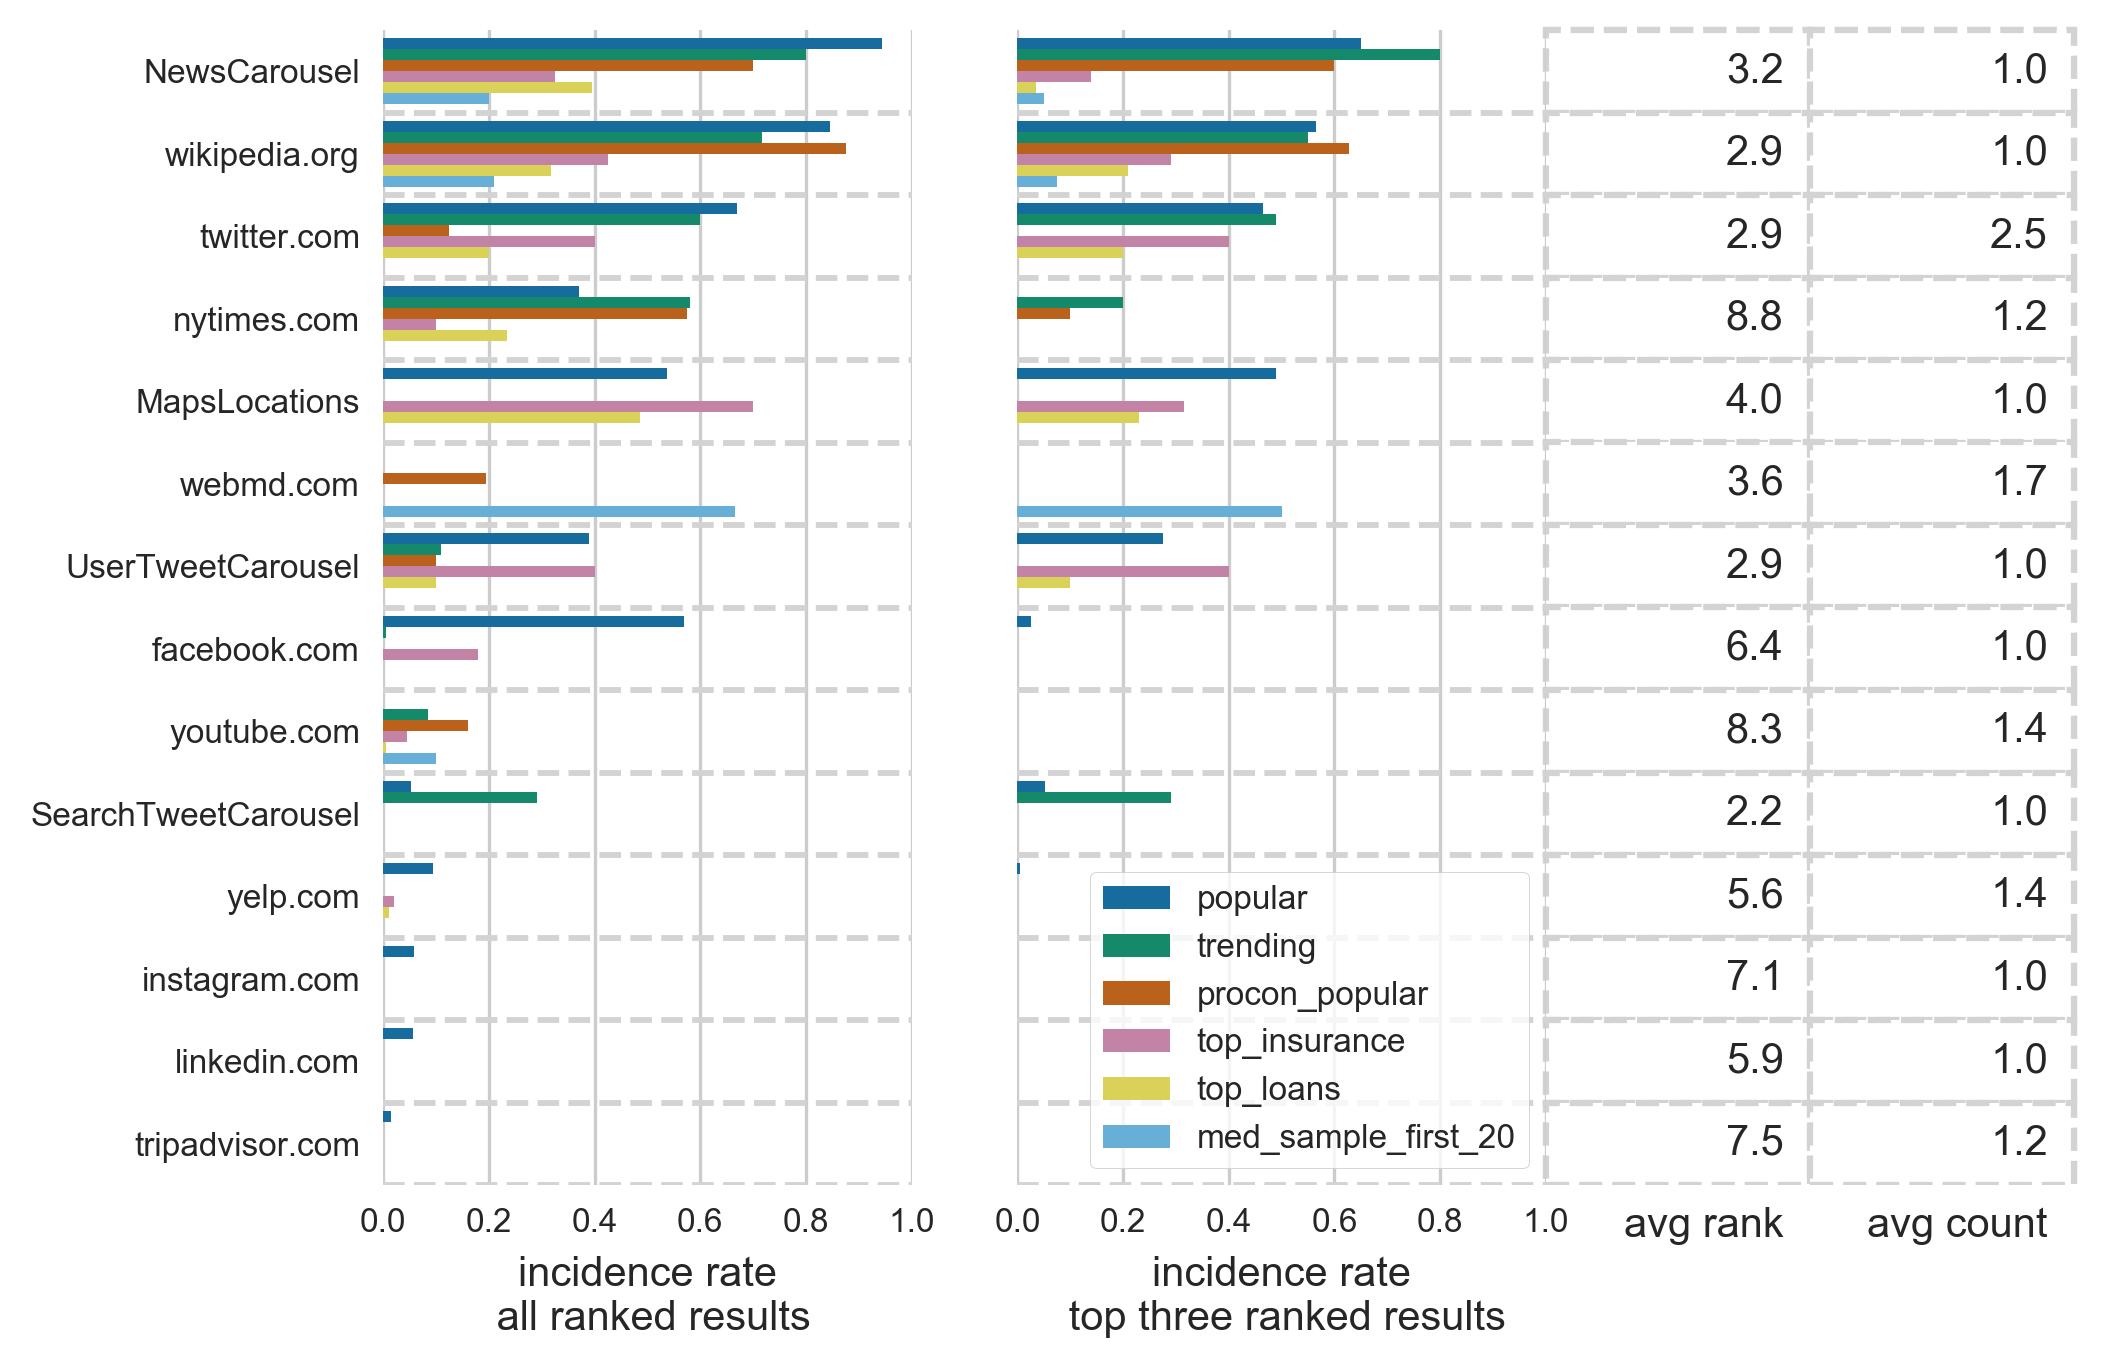 NewsCarousel 3.2 1.0
wikipedia.org 2.9 1.0
twitter.com 2.9 2.5
nytimes.com 8.8 1.2
MapsLocations 4.0 1.0
webmd.com 3.6 1.7
UserTweetCarousel 2.9 1.0
facebook.com 6.4 1.0
youtube.com 8.3 1.4
SearchTweetCarousel 2.2 1.0
yelp.com 5.6 1.4
instagram.com 7.1 1.0
linkedin.com 5.9 1.0
tripadvisor.com 7.5 1.2
popular
trending
procon_popular
top_insurance
top_loans
med_sample_first_20
0.0 0.2 0.4 0.6 0.8 1.0
0.0 0.2 0.4 0.6 0.8 1.0
avg rank avg count
incidence rate
all ranked results
incidence rate
top three ranked results